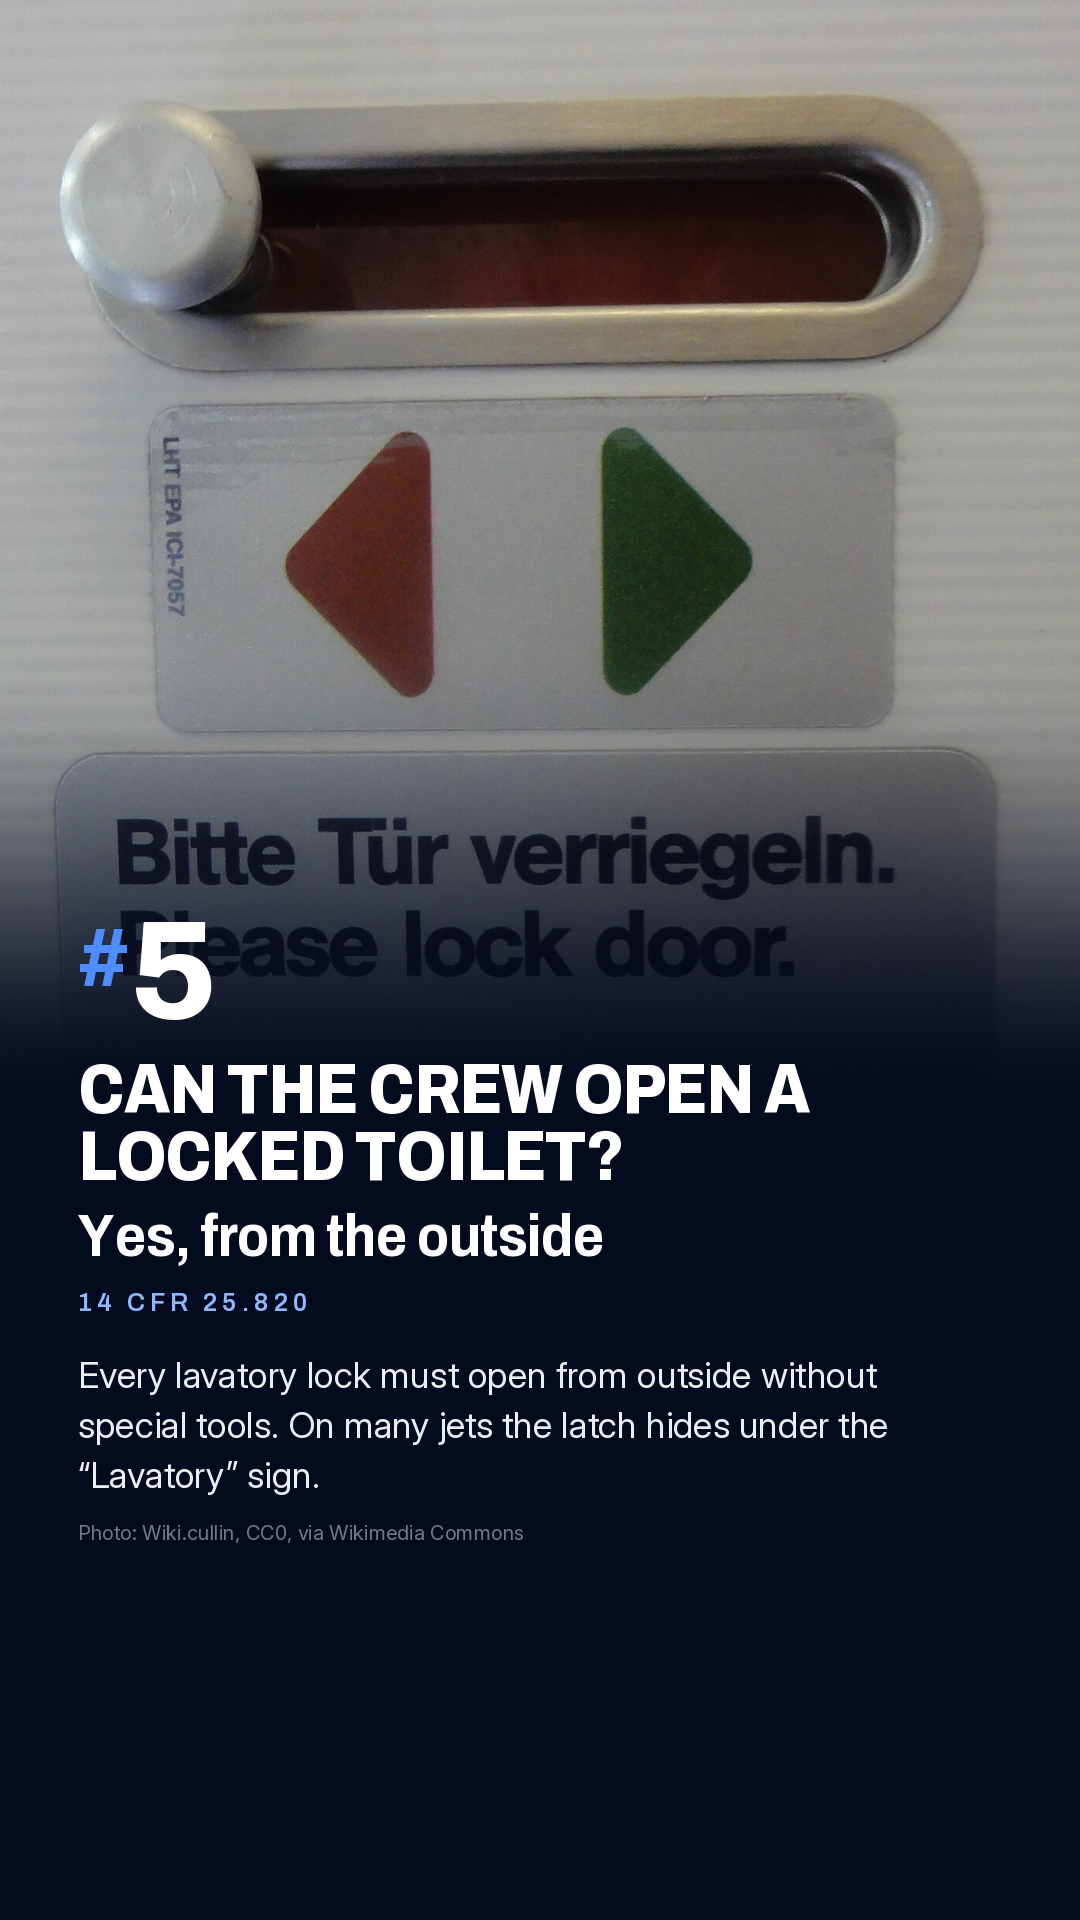 LHT EPA ICI-7057
Bitte Tür verriegeln.
Please lock door.
#5
CAN THE CREW OPEN A
LOCKED TOILET?
Yes, from the outside
14 CFR 25.820
Every lavatory lock must open from outside without
special tools. On many jets the latch hides under the
“Lavatory” sign.
Photo: Wiki.cullin, CC0, via Wikimedia Commons